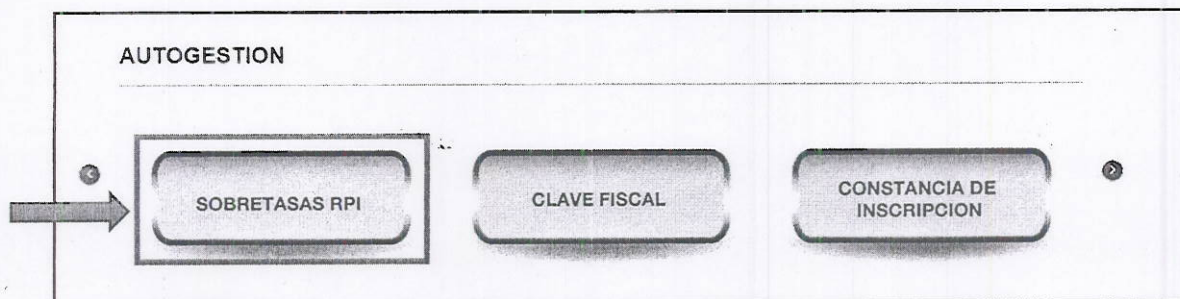 AUTOGESTION
SOBRETASAS RPI
CLAVE FISCAL
CONSTANCIA DE
INSCRIPCION